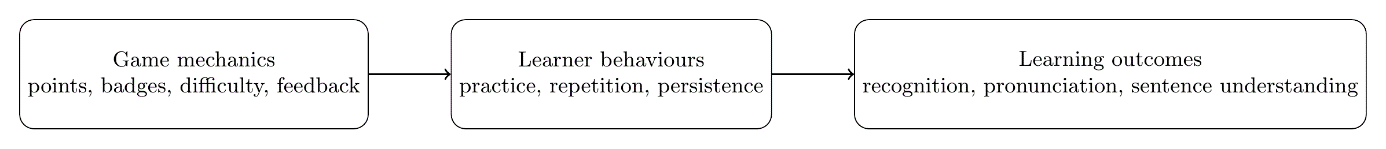 Game mechanics
points, badges, difficulty, feedback
Learner behaviours
practice, repetition, persistence
Learning outcomes
recognition, pronunciation, sentence understanding